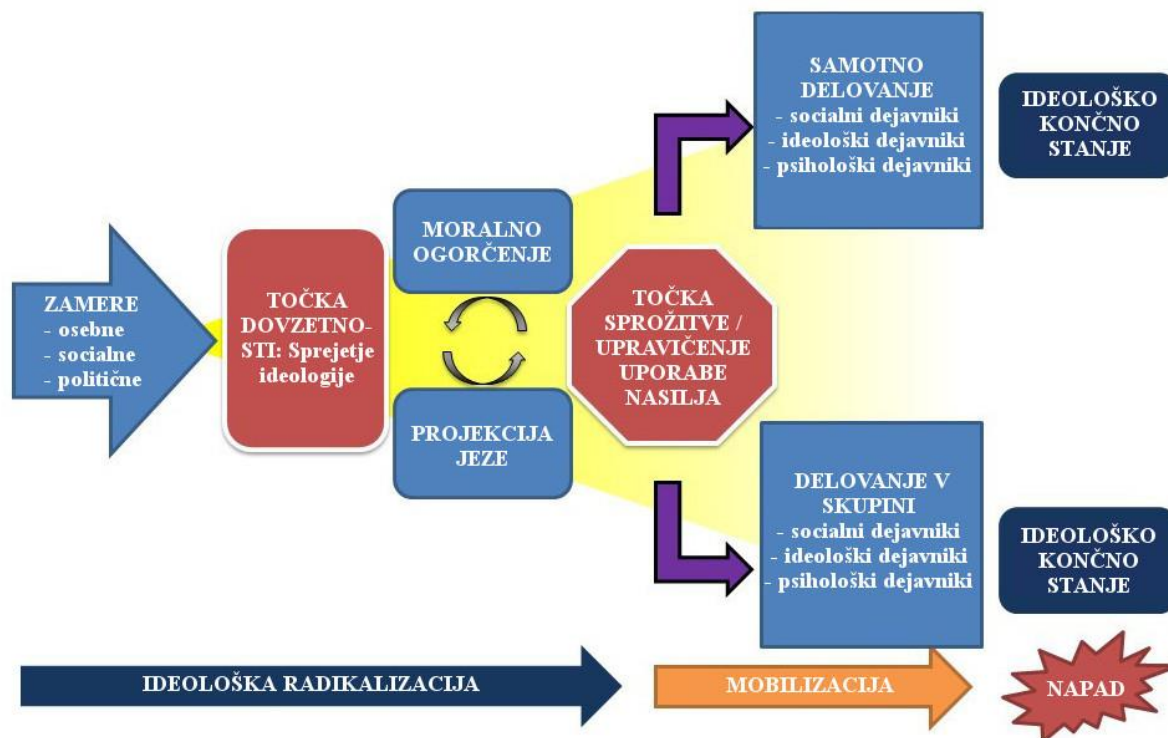 ZAMERE
- osebne
- socialne
- politične
TOČKA
DOVZETNO-
STI: Sprejetje
ideologije
MORALNO
OGORČENJE
PROJEKCIJA
JEZE
TOČKA
SPROŽITVE /
UPRAVIČENJE
UPORABE
NASILJA
SAMOTNO
DELOVANJE
- socialni dejavniki
- ideološki dejavniki
- psihološki dejavniki
IDEOLOŠKO
KONČNO
STANJE
DELOVANJE V
SKUPINI
- socialni dejavniki
- ideološki dejavniki
- psihološki dejavniki
IDEOLOŠKO
KONČNO
STANJE
IDEOLOŠKA RADIKALIZACIJA
MOBILIZACIJA
NAPAD